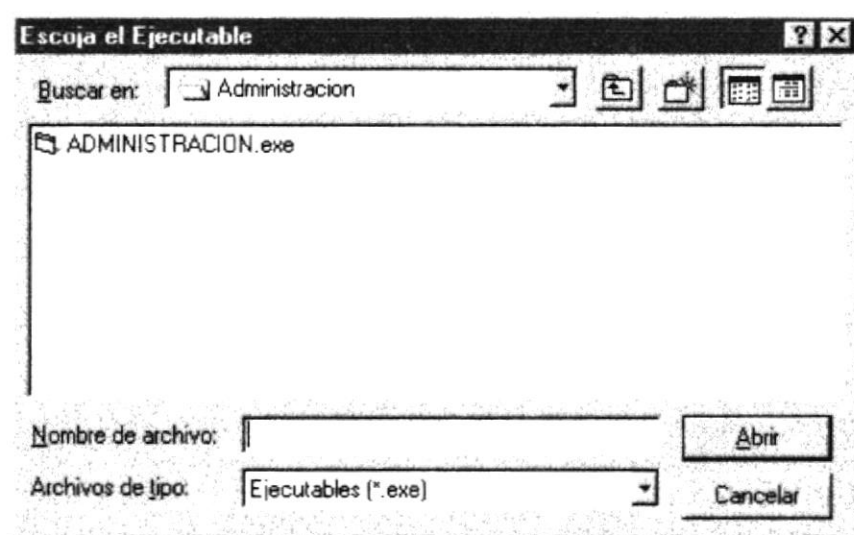 Escoja el Ejecutable
Buscar en: Administracion
ADMINISTRACION.exe
Nombre de archivo: Abrir
Archivos de tipo: Ejecutables (*.exe) Cancelar